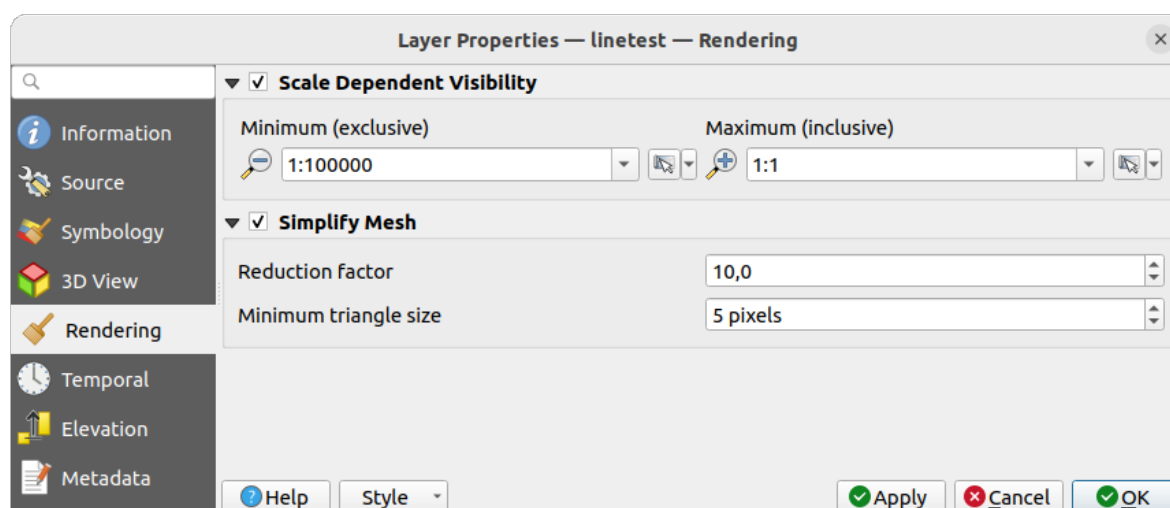 Layer Properties — linetest — Rendering
Information
Source
Symbology
3D View
Rendering
Temporal
Elevation
Metadata
Scale Dependent Visibility
Minimum (exclusive)
Maximum (inclusive)
1:100000
1:1
Simplify Mesh
Reduction factor
10,0
Minimum triangle size
5 pixels
Help
Style
Apply
Cancel
OK